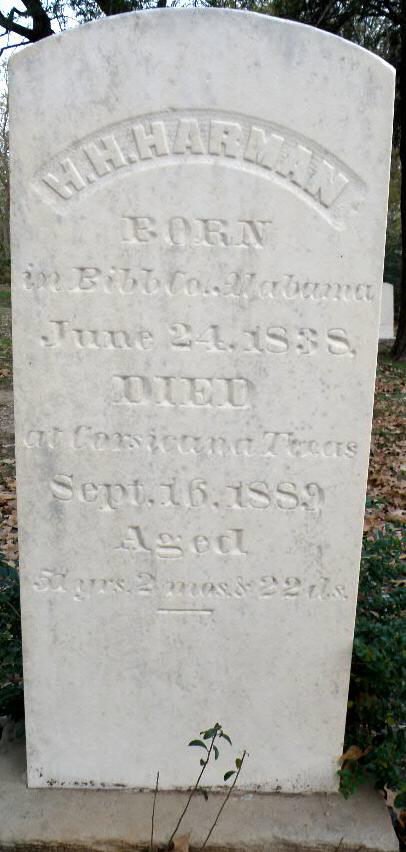 H.H. HARMAN
BORN
in Bibb Co. Alabama
June 24. 1838.
DIED
at Corsicana Texas
Sept. 16. 1889
Aged
51 yrs. 2 mos. & 22 ds.